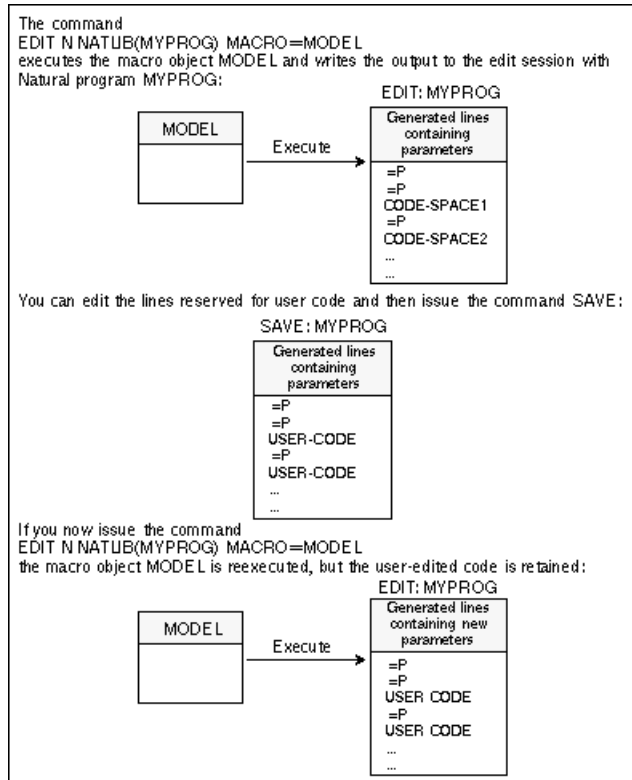 The command
EDIT N NATLIB(MYPROG) MACRO=MODEL
executes the macro object MODEL and writes the output to the edit session with
Natural program MYPROG:
EDIT: MYPROG
MODEL
Execute
Generated lines
containing
parameters
=P
=P
CODE-SPACE1
=P
CODE-SPACE2
...
...
You can edit the lines reserved for user code and then issue the command SAVE:
SAVE: MYPROG
Generated lines
containing
parameters
=P
=P
USER-CODE
=P
USER-CODE
...
...
If you now issue the command
EDIT N NATLIB(MYPROG) MACRO=MODEL
the macro object MODEL is reexecuted, but the user-edited code is retained:
EDIT: MYPROG
MODEL
Execute
Generated lines
containing new
parameters
=P
=P
USER CODE
=P
USER CODE
...
...